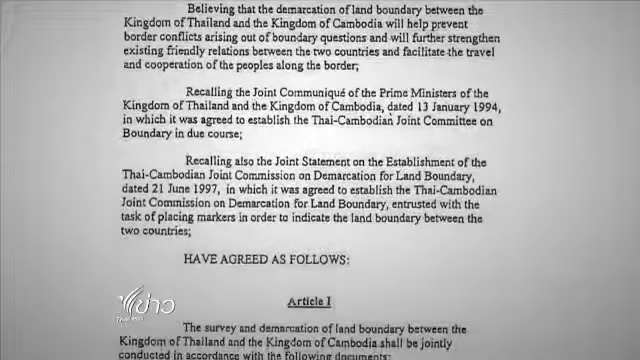 Believing that the demarcation of land boundary between the
Kingdom of Thailand and the Kingdom of Cambodia will help prevent
border conflicts arising out of boundary questions and will further strengthen
existing friendly relations between the two countries and facilitate the travel
and cooperation of the peoples along the border;
Recalling the Joint Communiqué of the Prime Ministers of the
Kingdom of Thailand and the Kingdom of Cambodia, dated 13 January 1994,
in which it was agreed to establish the Thai-Cambodian Joint Committee on
Boundary in due course;
Recalling also the Joint Statement on the Establishment of the
Thai-Cambodian Joint Commission on Demarcation for Land Boundary,
dated 21 June 1997, in which it was agreed to establish the Thai-Cambodian
Joint Commission on Demarcation for Land Boundary, entrusted with the
task of placing markers in order to indicate the land boundary between the
two countries;
HAVE AGREED AS FOLLOWS:
Article I
ข่าว
The survey and demarcation of land boundary between the
Kingdom of Thailand and the Kingdom of Cambodia shall be jointly
conducted in accordance with the following documents: